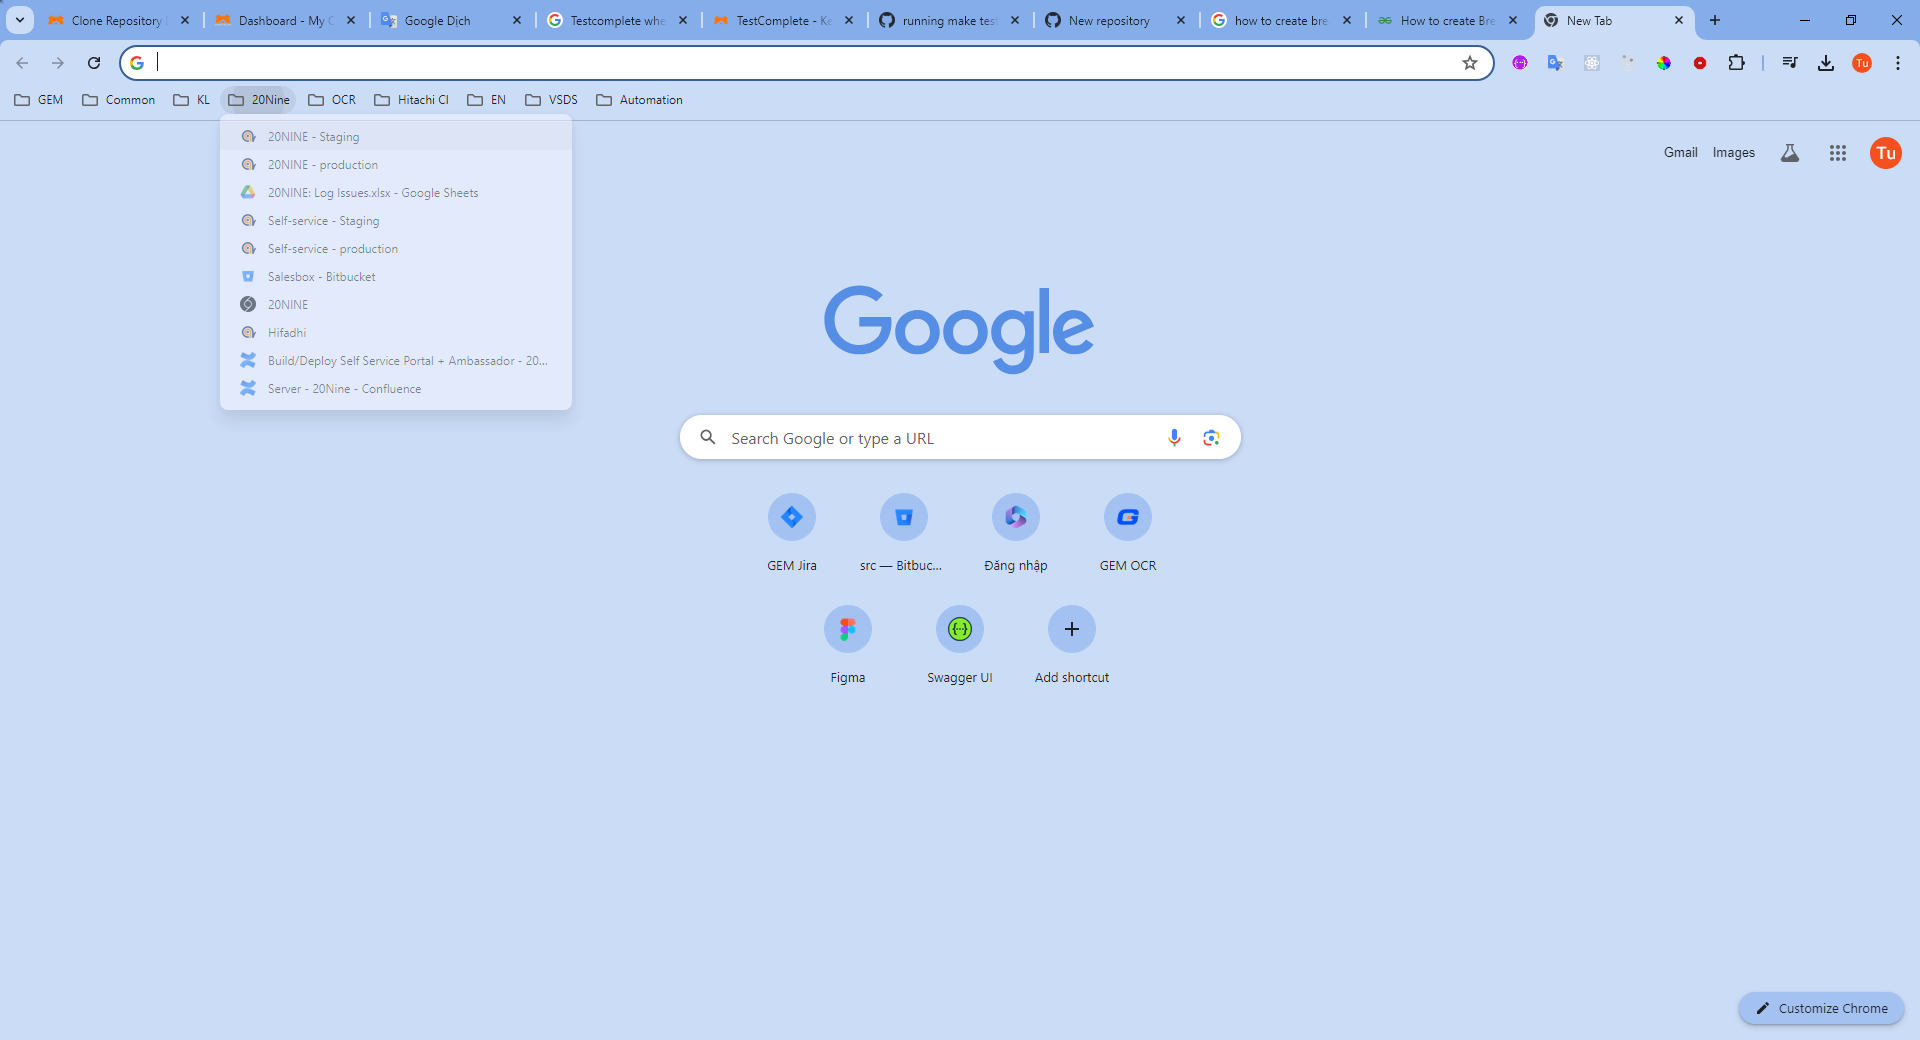 Clone Repository
Dashboard - My C
Google Dịch
Testcomplete whe
TestComplete - Ke
running make test
New repository
how to create bre
How to create Bre
New Tab
Tu
GEM
Common
KL
20Nine
OCR
Hitachi CI
EN
VSDS
Automation
20NINE - Staging
20NINE - production
20NINE: Log Issues.xlsx - Google Sheets
Self-service - Staging
Self-service - production
Salesbox - Bitbucket
20NINE
Hifadhi
Build/Deploy Self Service Portal + Ambassador - 20...
Server - 20Nine - Confluence
Gmail
Images
Tu
Google
Search Google or type a URL
GEM Jira
src — Bitbuc...
Đăng nhập
GEM OCR
Figma
Swagger UI
Add shortcut
Customize Chrome